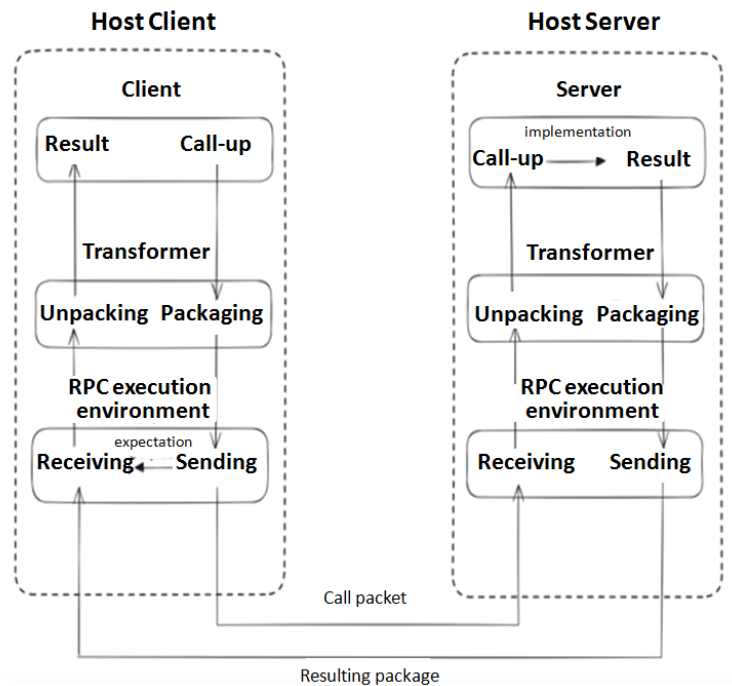 Host Client
Host Server
Client
Server
Result
Call-up
implementation
Call-up
Result
Transformer
Transformer
Unpacking
Packaging
Unpacking
Packaging
RPC execution
environment
RPC execution
environment
expectation
Receiving
Sending
Receiving
Sending
Call packet
Resulting package